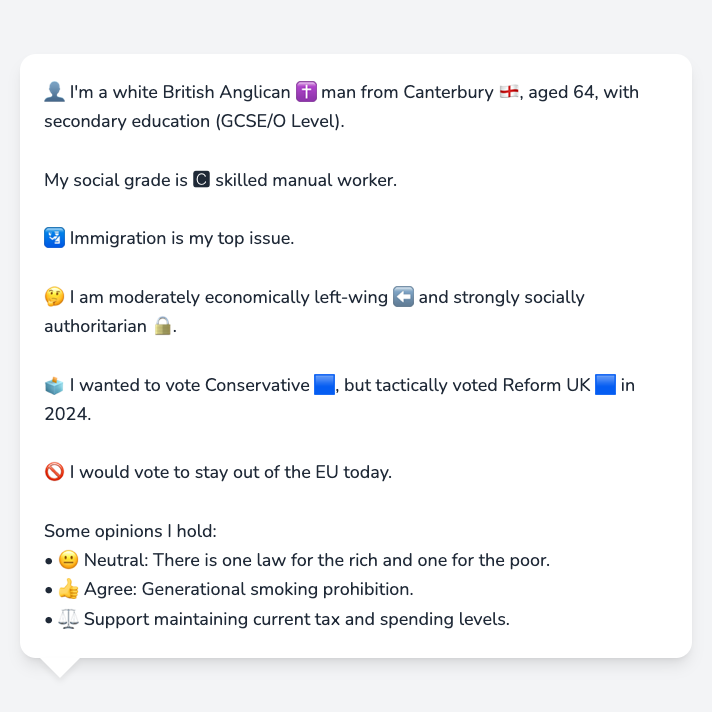 👤 I'm a white British Anglican ✝️ man from Canterbury 🏴󠁧󠁢󠁥󠁮󠁧󠁿, aged 64, with
secondary education (GCSE/O Level).
My social grade is 🅲 skilled manual worker.
🛂 Immigration is my top issue.
🤔 I am moderately economically left-wing ⬅️ and strongly socially
authoritarian 🔒.
🗳️ I wanted to vote Conservative 🟦, but tactically voted Reform UK 🟦 in
2024.
🚫 I would vote to stay out of the EU today.
Some opinions I hold:
• 😐 Neutral: There is one law for the rich and one for the poor.
• 👍 Agree: Generational smoking prohibition.
• ⚖️ Support maintaining current tax and spending levels.